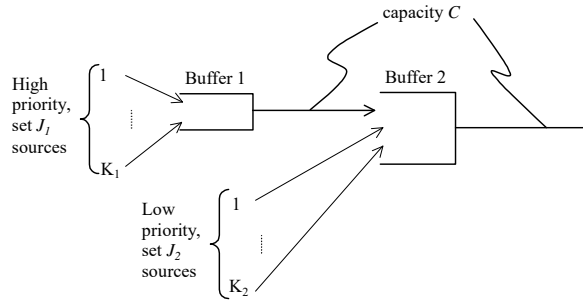 capacity C
High
priority,
set J1
sources
1
K1
Buffer 1
Buffer 2
Low
priority,
set J2
sources
1
K2